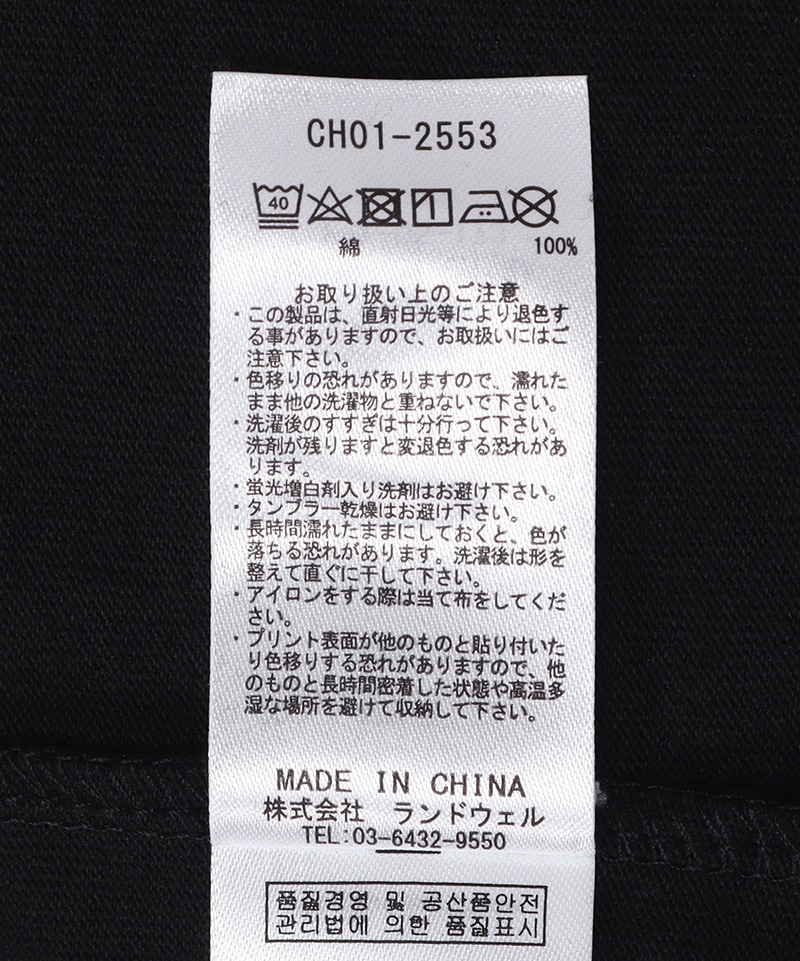 CH01-2553
40
綿 100%
お取り扱い上のご注意
・この製品は、直射日光等により退色す
る事がありますので、お取扱いにはご
注意下さい。
・色移りの恐れがありますので、濡れた
まま他の洗濯物と重ねないで下さい。
・洗濯後のすすぎは十分行って下さい。
洗剤が残りますと変退色する恐れがあ
ります。
・蛍光増白剤入り洗剤はお避け下さい。
・タンブラー乾燥はお避け下さい。
・長時間濡れたままにしておくと、色が
落ちる恐れがあります。洗濯後は形を
整えて直ぐに干して下さい。
・アイロンをする際は当て布をしてくだ
さい。
・プリント表面が他のものと貼り付いた
り色移りする恐れがありますので、他
のものと長時間密着した状態や高温多
湿な場所を避けて収納して下さい。
MADE IN CHINA
株式会社 ランドウェル
TEL:03-6432-9550
품질경영 및 공산품안전
관리법에 의한 품질표시